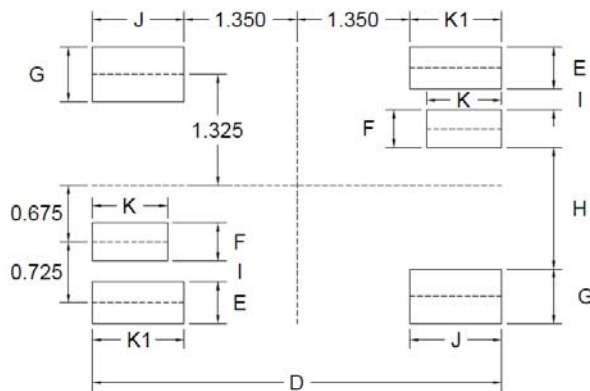 J 1.350 1.350 K1
G E
K I
1.325 F
0.675 K H
F
0.725 I
E G
K1 J
D